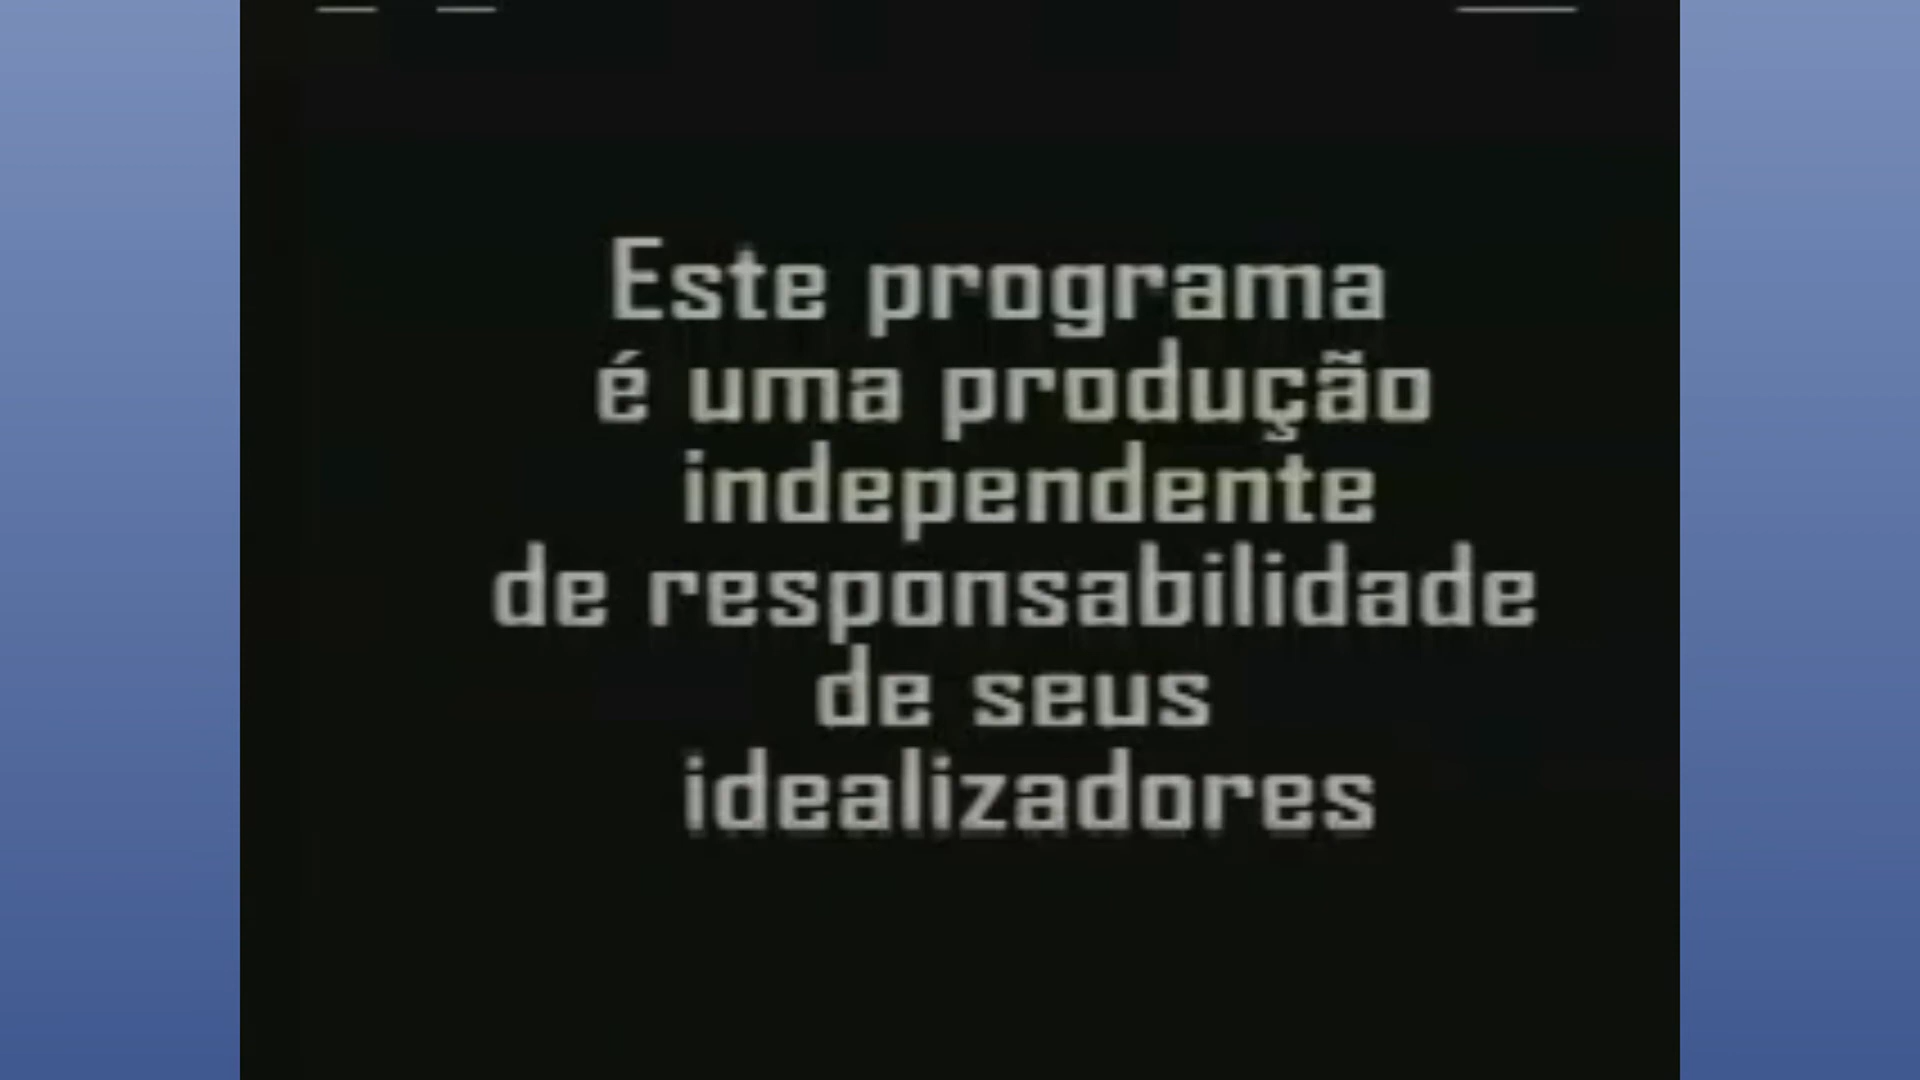 Este programa
é uma produção
independente
de responsabilidade
de seus
idealizadores